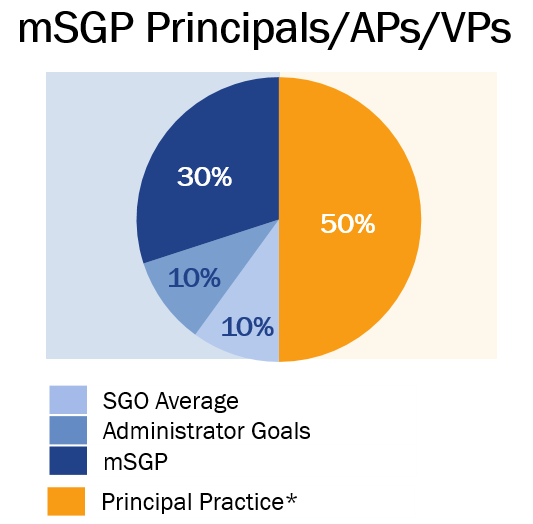 mSGP Principals/APs/VPs
30%
50%
10%
10%
SGO Average
Administrator Goals
mSGP
Principal Practice*